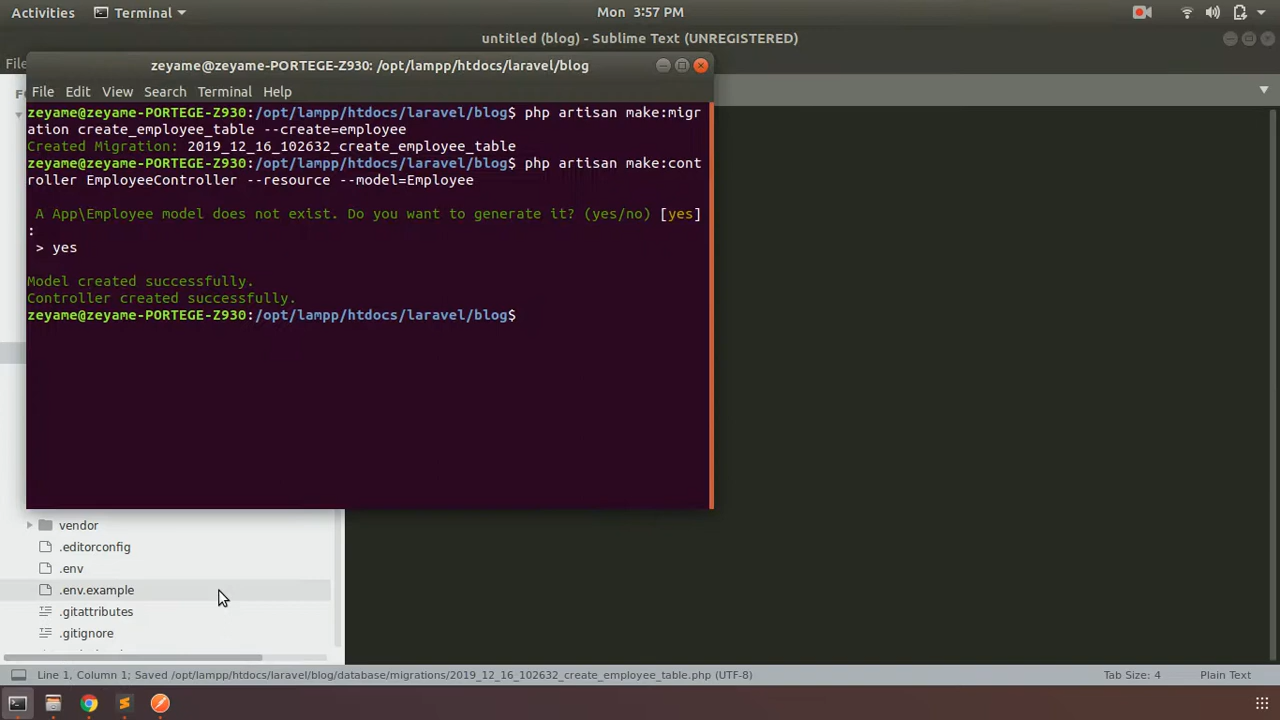 Activities Terminal Mon 3:57 PM
untitled (blog) - Sublime Text (UNREGISTERED)
zeyame@zeyame-PORTEGE-Z930: /opt/lampp/htdocs/laravel/blog
File Edit View Search Terminal Help
zeyame@zeyame-PORTEGE-Z930:/opt/lampp/htdocs/laravel/blog$ php artisan make:migr
ation create_employee_table --create=employee
Created Migration: 2019_12_16_102632_create_employee_table
zeyame@zeyame-PORTEGE-Z930:/opt/lampp/htdocs/laravel/blog$ php artisan make:cont
roller EmployeeController --resource --model=Employee
A App\Employee model does not exist. Do you want to generate it? (yes/no) [yes]
:
> yes
Model created successfully.
Controller created successfully.
zeyame@zeyame-PORTEGE-Z930:/opt/lampp/htdocs/laravel/blog$
vendor
.editorconfig
.env
.env.example
.gitattributes
.gitignore
Line 1, Column 1; Saved /opt/lampp/htdocs/laravel/blog/database/migrations/2019_12_16_102632_create_employee_table.php (UTF-8) Tab Size: 4 Plain Text